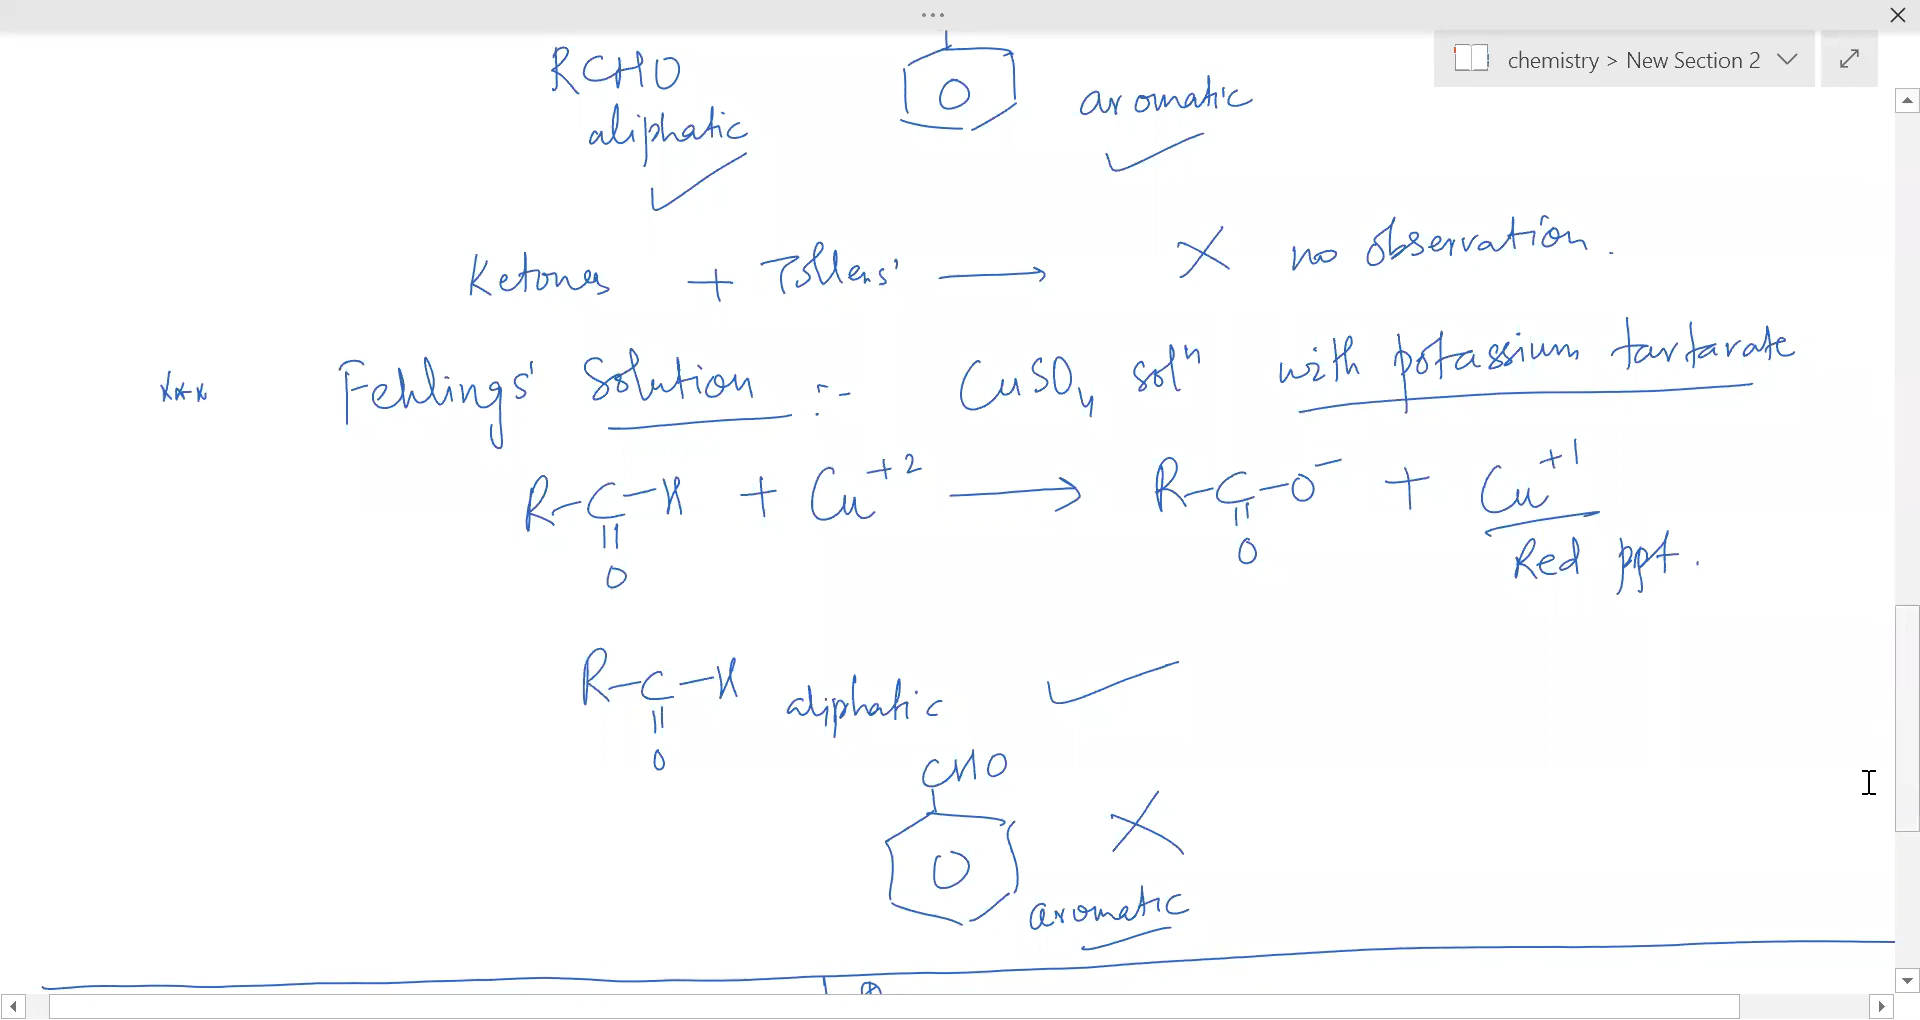 ...
chemistry > New Section 2
RCHO
aliphatic
aromatic
Ketones + Tollens' → X no observation.
*** Fehlings' Solution :- CuSO4 solⁿ with potassium tartarate
R-C-H + Cu⁺² → R-C-O⁻ + Cu⁺¹
|| ||
O O
Red ppt.
R-C-H aliphatic ✓
||
O
CHO
O X
aromatic